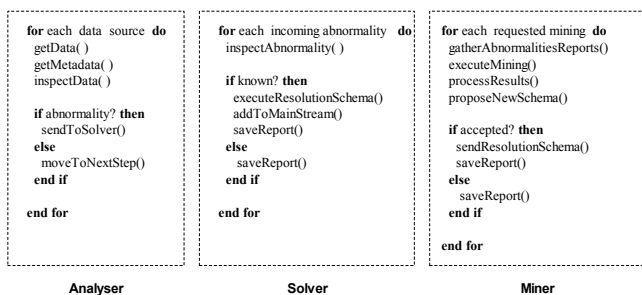 for each data source do
getData( )
getMetadata( )
inspectData( )
if abnormality? then
sendToSolver()
else
moveToNextStep()
end if
end for
Analyser
for each incoming abnormality do
inspectAbnormality( )
if known? then
executeResolutionSchema()
addToMainStream()
saveReport()
else
saveReport()
end if
end for
Solver
for each requested mining do
gatherAbnormalitiesReports()
executeMining()
processResults()
proposeNewSchema()
if accepted? then
sendResolutionSchema()
saveReport()
else
saveReport()
end if
end for
Miner